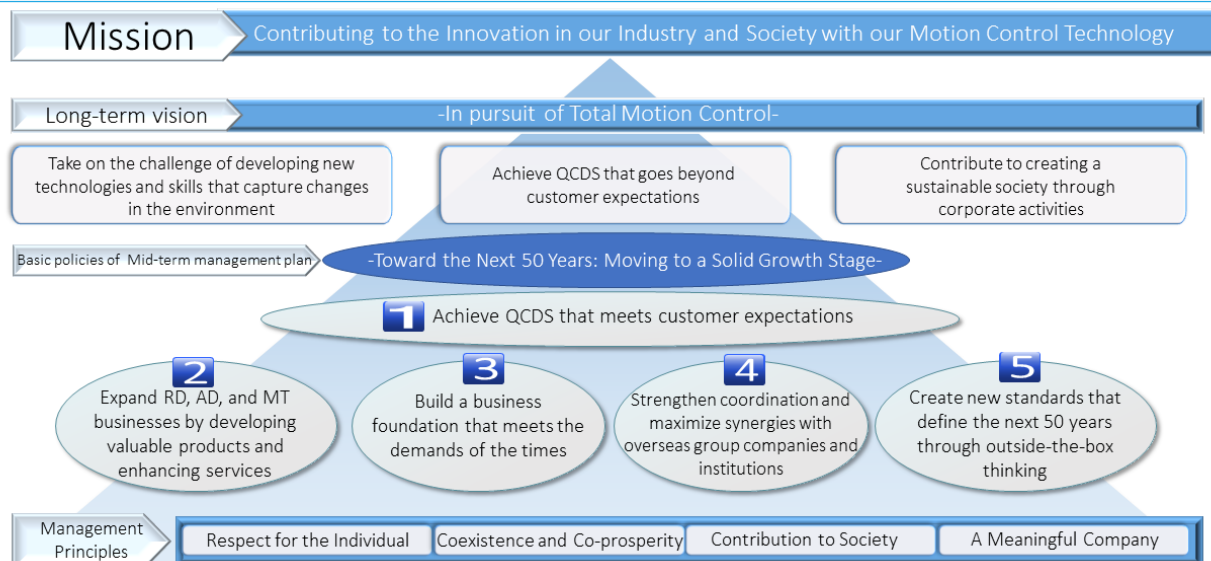 Mission
Contributing to the Innovation in our Industry and Society with our Motion Control Technology
Long-term vision
-In pursuit of Total Motion Control-
Take on the challenge of developing new
technologies and skills that capture changes
in the environment
Achieve QCDS that goes beyond
customer expectations
Contribute to creating a
sustainable society through
corporate activities
Basic policies of Mid-term management plan
-Toward the Next 50 Years: Moving to a Solid Growth Stage-
1
Achieve QCDS that meets customer expectations
2
Expand RD, AD, and MT
businesses by developing
valuable products and
enhancing services
3
Build a business
foundation that meets the
demands of the times
4
Strengthen coordination and
maximize synergies with
overseas group companies and
institutions
5
Create new standards that
define the next 50 years
through outside-the-box
thinking
Management
Principles
Respect for the Individual
Coexistence and Co-prosperity
Contribution to Society
A Meaningful Company